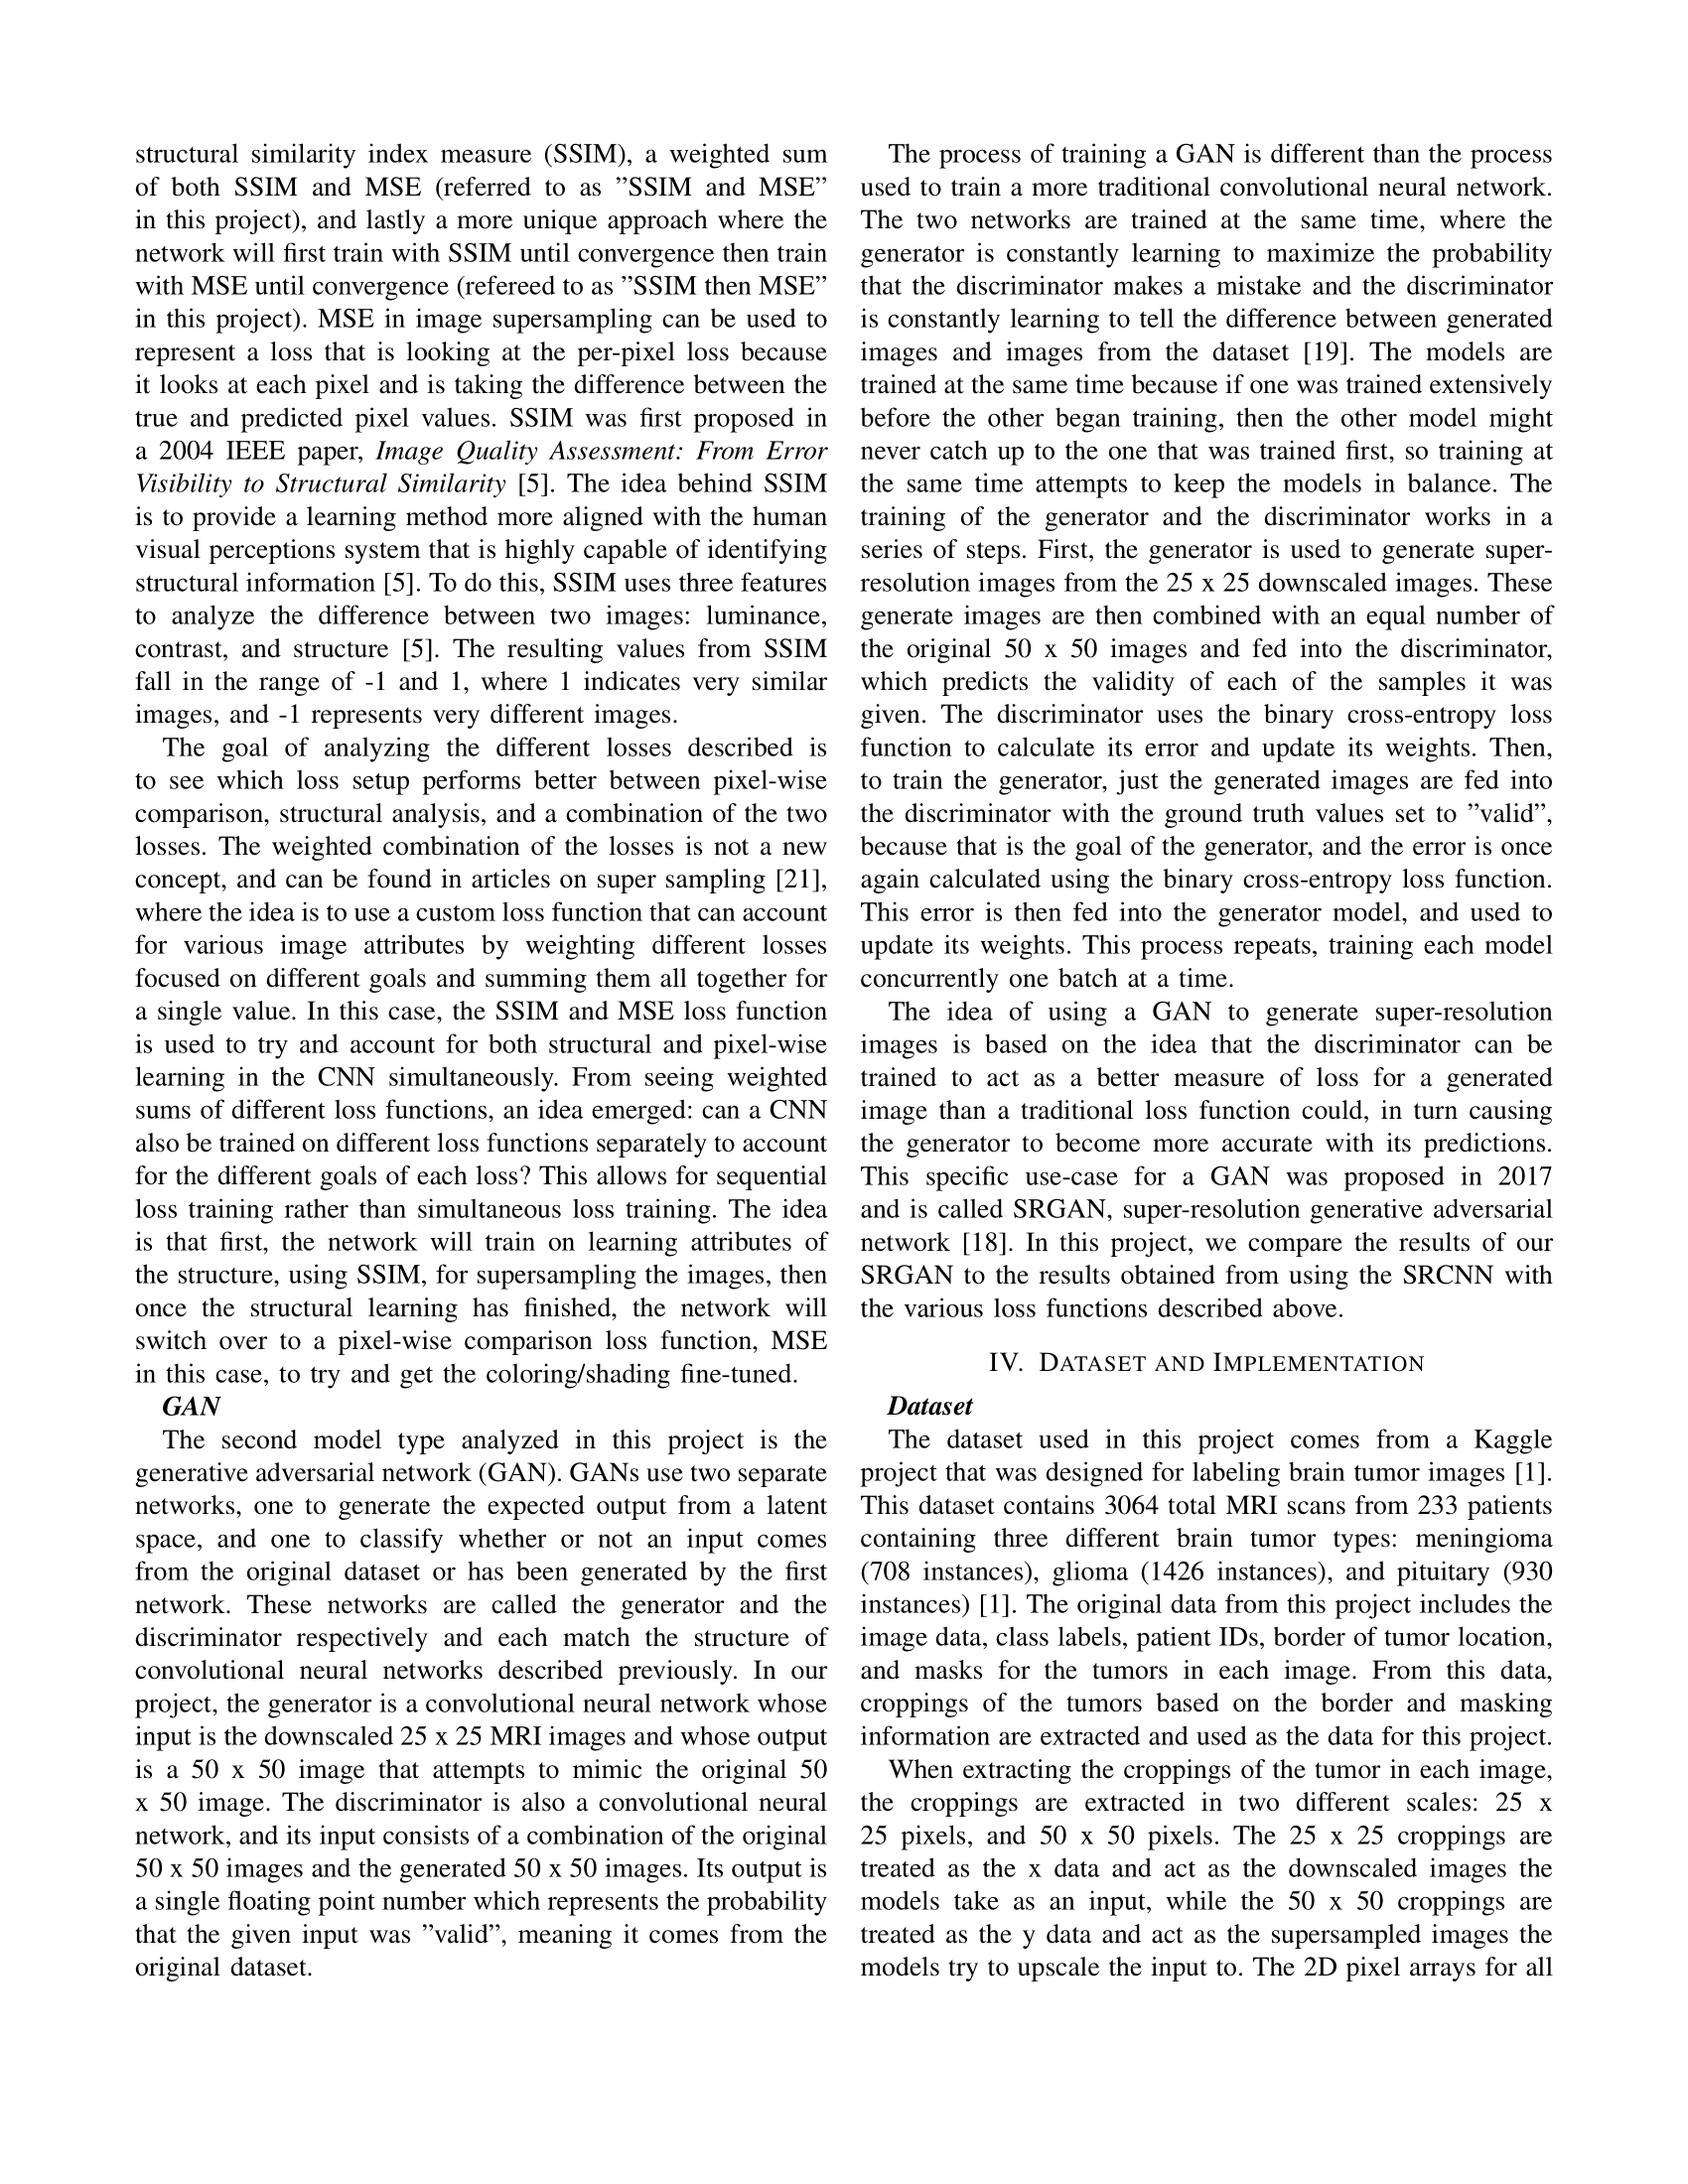 structural similarity index measure (SSIM), a weighted sum
of both SSIM and MSE (referred to as ”SSIM and MSE”
in this project), and lastly a more unique approach where the
network will first train with SSIM until convergence then train
with MSE until convergence (refereed to as ”SSIM then MSE”
in this project). MSE in image supersampling can be used to
represent a loss that is looking at the per-pixel loss because
it looks at each pixel and is taking the difference between the
true and predicted pixel values. SSIM was first proposed in
a 2004 IEEE paper, Image Quality Assessment: From Error
Visibility to Structural Similarity [5]. The idea behind SSIM
is to provide a learning method more aligned with the human
visual perceptions system that is highly capable of identifying
structural information [5]. To do this, SSIM uses three features
to analyze the difference between two images: luminance,
contrast, and structure [5]. The resulting values from SSIM
fall in the range of -1 and 1, where 1 indicates very similar
images, and -1 represents very different images.
The goal of analyzing the different losses described is
to see which loss setup performs better between pixel-wise
comparison, structural analysis, and a combination of the two
losses. The weighted combination of the losses is not a new
concept, and can be found in articles on super sampling [21],
where the idea is to use a custom loss function that can account
for various image attributes by weighting different losses
focused on different goals and summing them all together for
a single value. In this case, the SSIM and MSE loss function
is used to try and account for both structural and pixel-wise
learning in the CNN simultaneously. From seeing weighted
sums of different loss functions, an idea emerged: can a CNN
also be trained on different loss functions separately to account
for the different goals of each loss? This allows for sequential
loss training rather than simultaneous loss training. The idea
is that first, the network will train on learning attributes of
the structure, using SSIM, for supersampling the images, then
once the structural learning has finished, the network will
switch over to a pixel-wise comparison loss function, MSE
in this case, to try and get the coloring/shading fine-tuned.
GAN
The second model type analyzed in this project is the
generative adversarial network (GAN). GANs use two separate
networks, one to generate the expected output from a latent
space, and one to classify whether or not an input comes
from the original dataset or has been generated by the first
network. These networks are called the generator and the
discriminator respectively and each match the structure of
convolutional neural networks described previously. In our
project, the generator is a convolutional neural network whose
input is the downscaled 25 x 25 MRI images and whose output
is a 50 x 50 image that attempts to mimic the original 50
x 50 image. The discriminator is also a convolutional neural
network, and its input consists of a combination of the original
50 x 50 images and the generated 50 x 50 images. Its output is
a single floating point number which represents the probability
that the given input was ”valid”, meaning it comes from the
original dataset.
The process of training a GAN is different than the process
used to train a more traditional convolutional neural network.
The two networks are trained at the same time, where the
generator is constantly learning to maximize the probability
that the discriminator makes a mistake and the discriminator
is constantly learning to tell the difference between generated
images and images from the dataset [19]. The models are
trained at the same time because if one was trained extensively
before the other began training, then the other model might
never catch up to the one that was trained first, so training at
the same time attempts to keep the models in balance. The
training of the generator and the discriminator works in a
series of steps. First, the generator is used to generate super-
resolution images from the 25 x 25 downscaled images. These
generate images are then combined with an equal number of
the original 50 x 50 images and fed into the discriminator,
which predicts the validity of each of the samples it was
given. The discriminator uses the binary cross-entropy loss
function to calculate its error and update its weights. Then,
to train the generator, just the generated images are fed into
the discriminator with the ground truth values set to ”valid”,
because that is the goal of the generator, and the error is once
again calculated using the binary cross-entropy loss function.
This error is then fed into the generator model, and used to
update its weights. This process repeats, training each model
concurrently one batch at a time.
The idea of using a GAN to generate super-resolution
images is based on the idea that the discriminator can be
trained to act as a better measure of loss for a generated
image than a traditional loss function could, in turn causing
the generator to become more accurate with its predictions.
This specific use-case for a GAN was proposed in 2017
and is called SRGAN, super-resolution generative adversarial
network [18]. In this project, we compare the results of our
SRGAN to the results obtained from using the SRCNN with
the various loss functions described above.
IV. DATASET AND IMPLEMENTATION
Dataset
The dataset used in this project comes from a Kaggle
project that was designed for labeling brain tumor images [1].
This dataset contains 3064 total MRI scans from 233 patients
containing three different brain tumor types: meningioma
(708 instances), glioma (1426 instances), and pituitary (930
instances) [1]. The original data from this project includes the
image data, class labels, patient IDs, border of tumor location,
and masks for the tumors in each image. From this data,
croppings of the tumors based on the border and masking
information are extracted and used as the data for this project.
When extracting the croppings of the tumor in each image,
the croppings are extracted in two different scales: 25 x
25 pixels, and 50 x 50 pixels. The 25 x 25 croppings are
treated as the x data and act as the downscaled images the
models take as an input, while the 50 x 50 croppings are
treated as the y data and act as the supersampled images the
models try to upscale the input to. The 2D pixel arrays for all